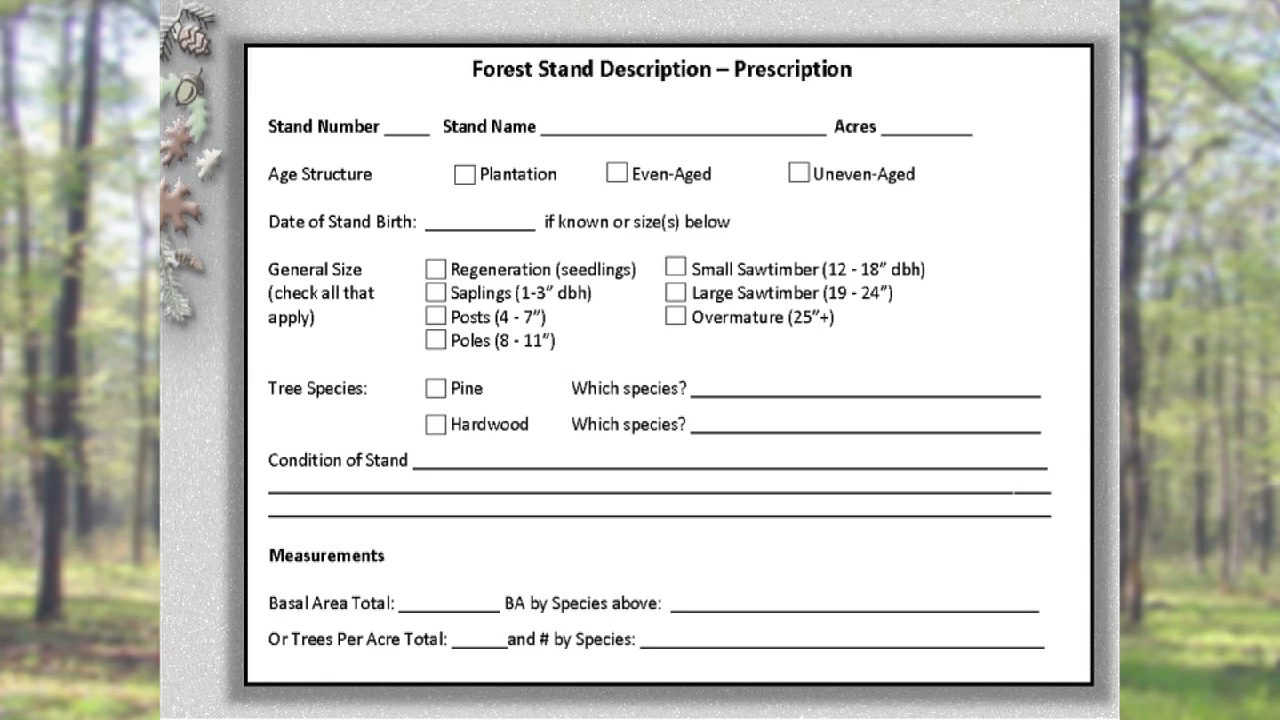 Forest Stand Description – Prescription
Stand Number _____ Stand Name ______________________________ Acres __________
Age Structure ☐ Plantation ☐ Even-Aged ☐ Uneven-Aged
Date of Stand Birth: ____________ if known or size(s) below
General Size ☐ Regeneration (seedlings) ☐ Small Sawtimber (12 - 18” dbh)
(check all that ☐ Saplings (1-3” dbh) ☐ Large Sawtimber (19 - 24”)
apply) ☐ Posts (4 - 7”) ☐ Overmature (25”+)
☐ Poles (8 - 11”)
Tree Species: ☐ Pine Which species? ______________________________
☐ Hardwood Which species? ______________________________
Condition of Stand ______________________________
Measurements
Basal Area Total: ___________ BA by Species above: ______________________________
Or Trees Per Acre Total: ______and # by Species: ______________________________